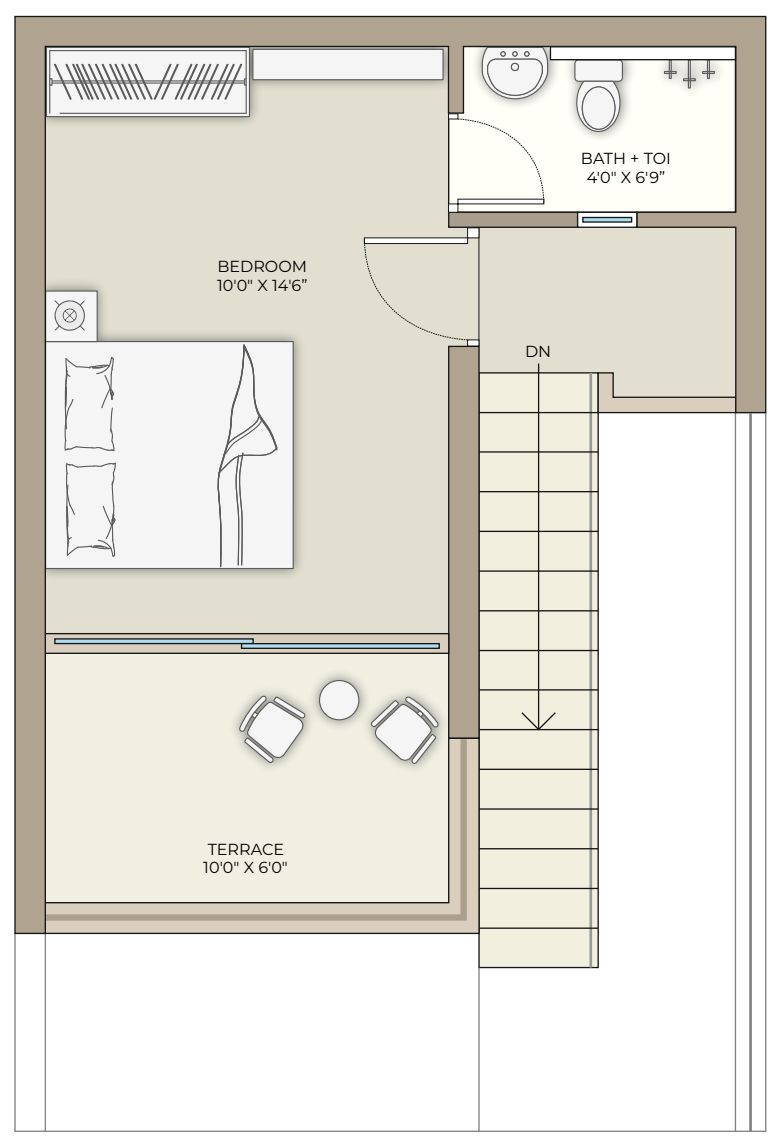 BATH + TOI
4'0" X 6'9”
BEDROOM
10'0" X 14'6”
DN
TERRACE
10'0" X 6'0"